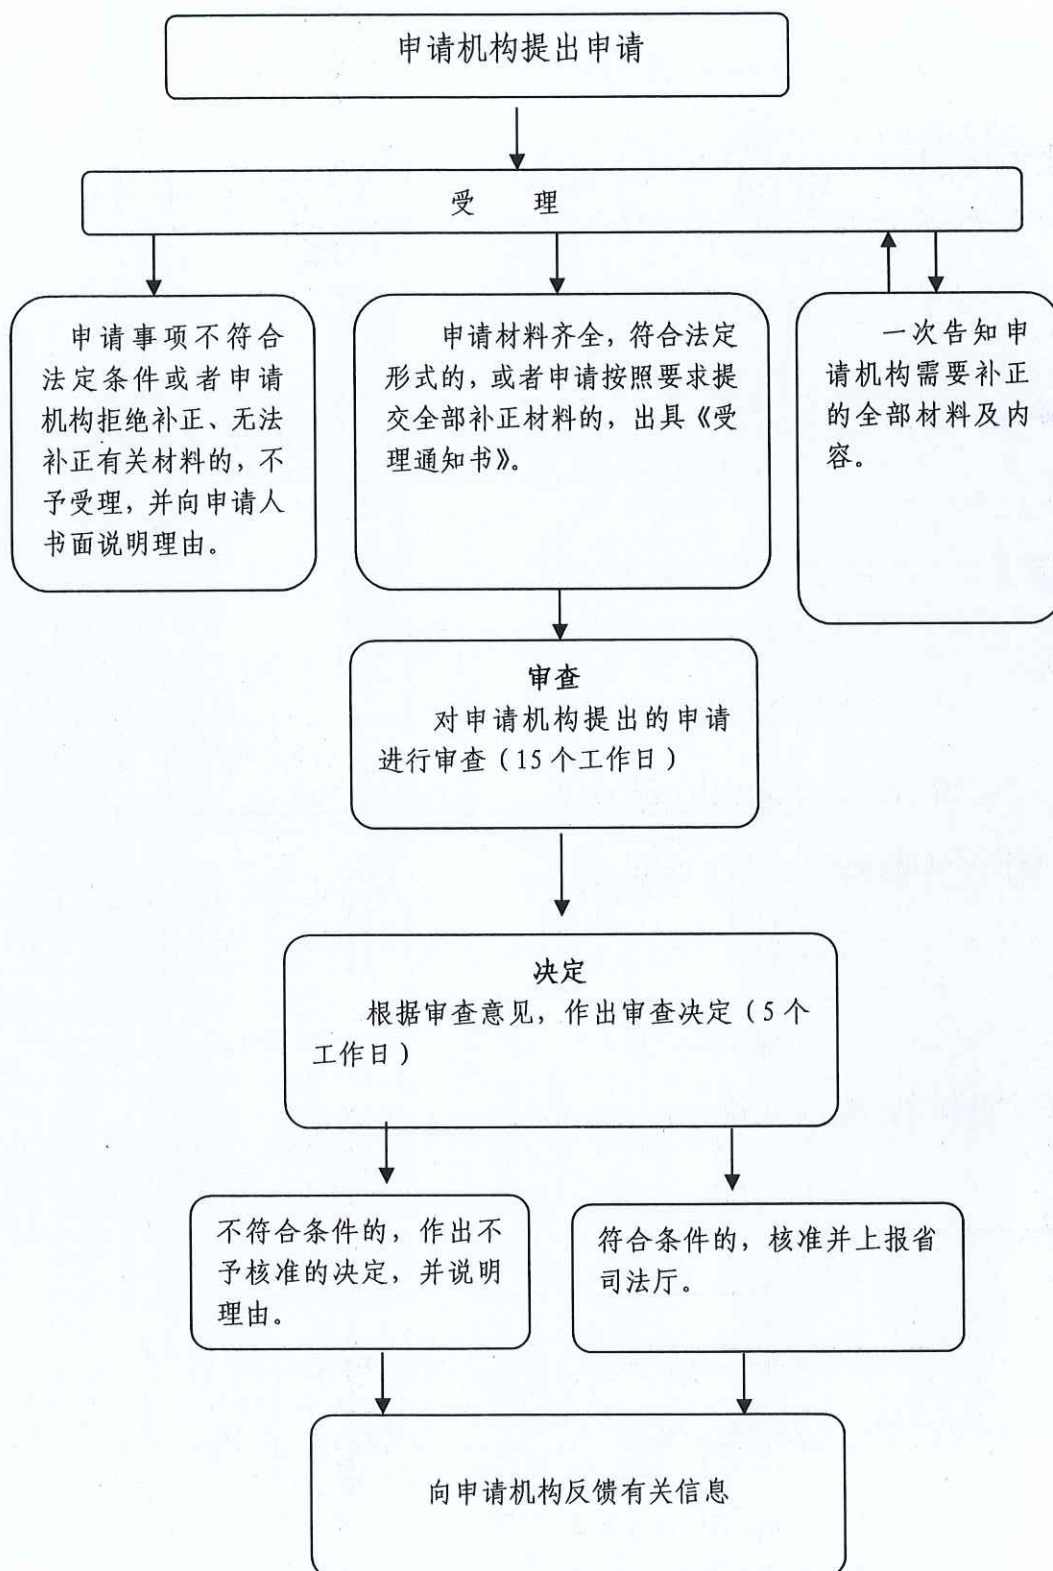 申请机构提出申请
受 理
申请事项不符合
法定条件或者申请
机构拒绝补正、无法
补正有关材料的，不
予受理，并向申请人
书面说明理由。
申请材料齐全，符合法定
形式的，或者申请按照要求提
交全部补正材料的，出具《受
理通知书》。
一次告知申
请机构需要补正
的全部材料及内
容。
审查
对申请机构提出的申请
进行审查（15个工作日）
决定
根据审查意见，作出审查决定（5个
工作日）
不符合条件的，作出不
予核准的决定，并说明
理由。
符合条件的，核准并上报省
司法厅。
向申请机构反馈有关信息